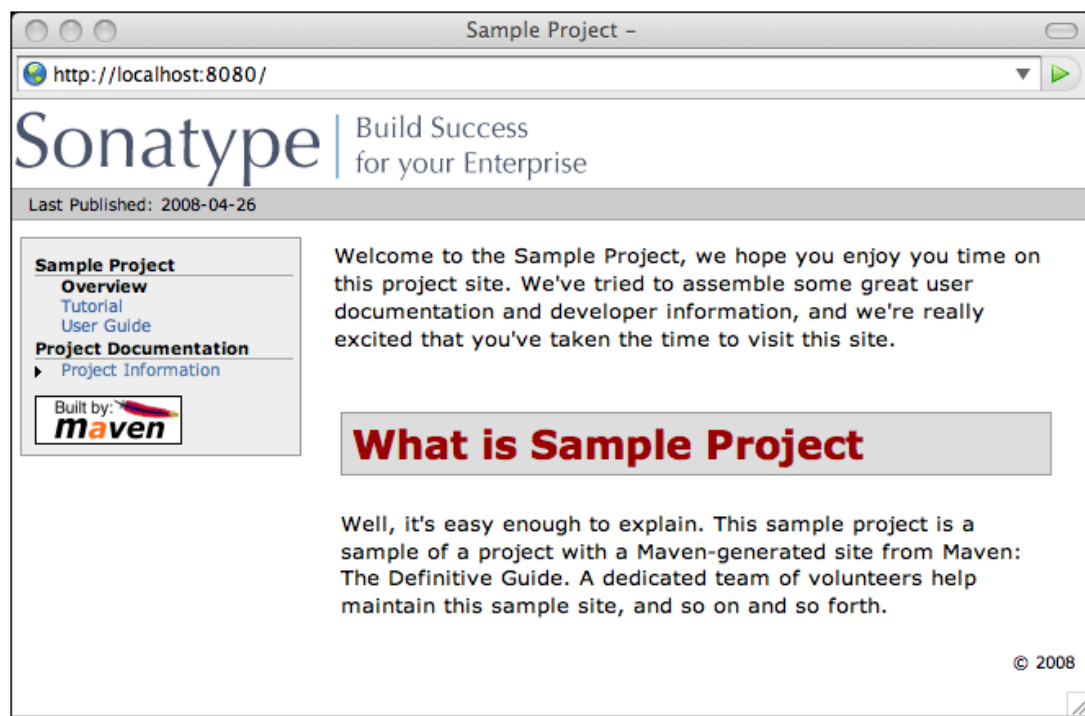 Sample Project –
http://localhost:8080/
Sonatype
Build Success
for your Enterprise
Last Published: 2008-04-26
Sample Project
Overview
Tutorial
User Guide
Project Documentation
Project Information
Built by:
maven
Welcome to the Sample Project, we hope you enjoy you time on
this project site. We've tried to assemble some great user
documentation and developer information, and we're really
excited that you've taken the time to visit this site.
What is Sample Project
Well, it's easy enough to explain. This sample project is a
sample of a project with a Maven-generated site from Maven:
The Definitive Guide. A dedicated team of volunteers help
maintain this sample site, and so on and so forth.
© 2008